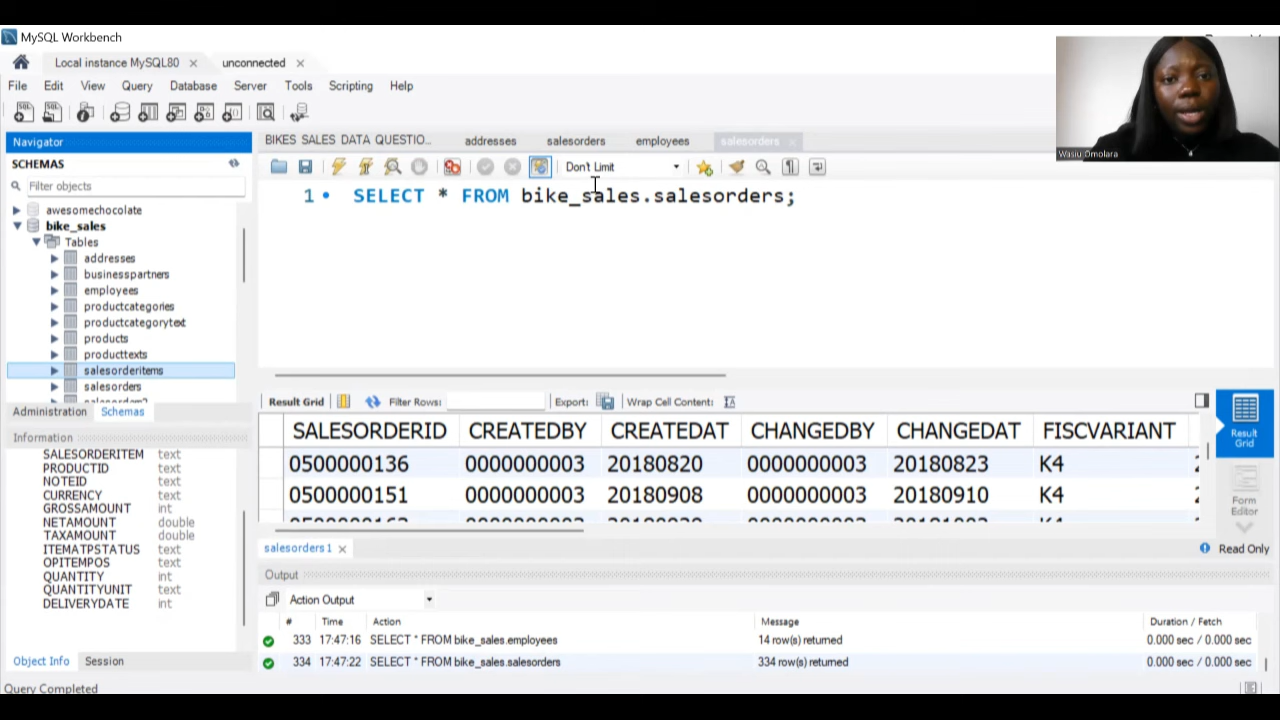 MySQL Workbench
Local instance MySQL80
unconnected
File Edit View Query Database Server Tools Scripting Help
Wasiu Omolara
Navigator
SCHEMAS
Filter objects
awesomechocolate
bike_sales
Tables
addresses
businesspartners
employees
productcategories
productcategorytext
products
producttexts
salesorderitems
salesorders
Administration Schemas
Information
SALESORDERITEM text
PRODUCTID text
NOTEID text
CURRENCY text
GROSSAMOUNT int
NETAMOUNT double
TAXAMOUNT double
ITEMATPSTATUS text
OPITEMPOS text
QUANTITY int
QUANTITYUNIT text
DELIVERYDATE int
Object Info Session
Query Completed
BIKES SALES DATA QUESTIO... addresses salesorders employees salesorders
Don't Limit
1 SELECT * FROM bike_sales.salesorders;
Result Grid Filter Rows: Export: Wrap Cell Content:
SALESORDERID CREATEDBY CREATEDAT CHANGEDBY CHANGEDAT FISCVARIANT
0500000136 0000000003 20180820 0000000003 20180823 K4
0500000151 0000000003 20180908 0000000003 20180910 K4
Result
Grid
Form
Editor
salesorders 1
Read Only
Output
Action Output
# Time Action Message Duration / Fetch
333 17:47:16 SELECT * FROM bike_sales.employees 14 row(s) returned 0.000 sec / 0.000 sec
334 17:47:22 SELECT * FROM bike_sales.salesorders 334 row(s) returned 0.000 sec / 0.000 sec